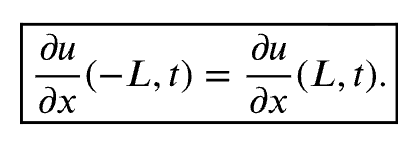 ∂u/∂x(−L, t) = ∂u/∂x(L, t).